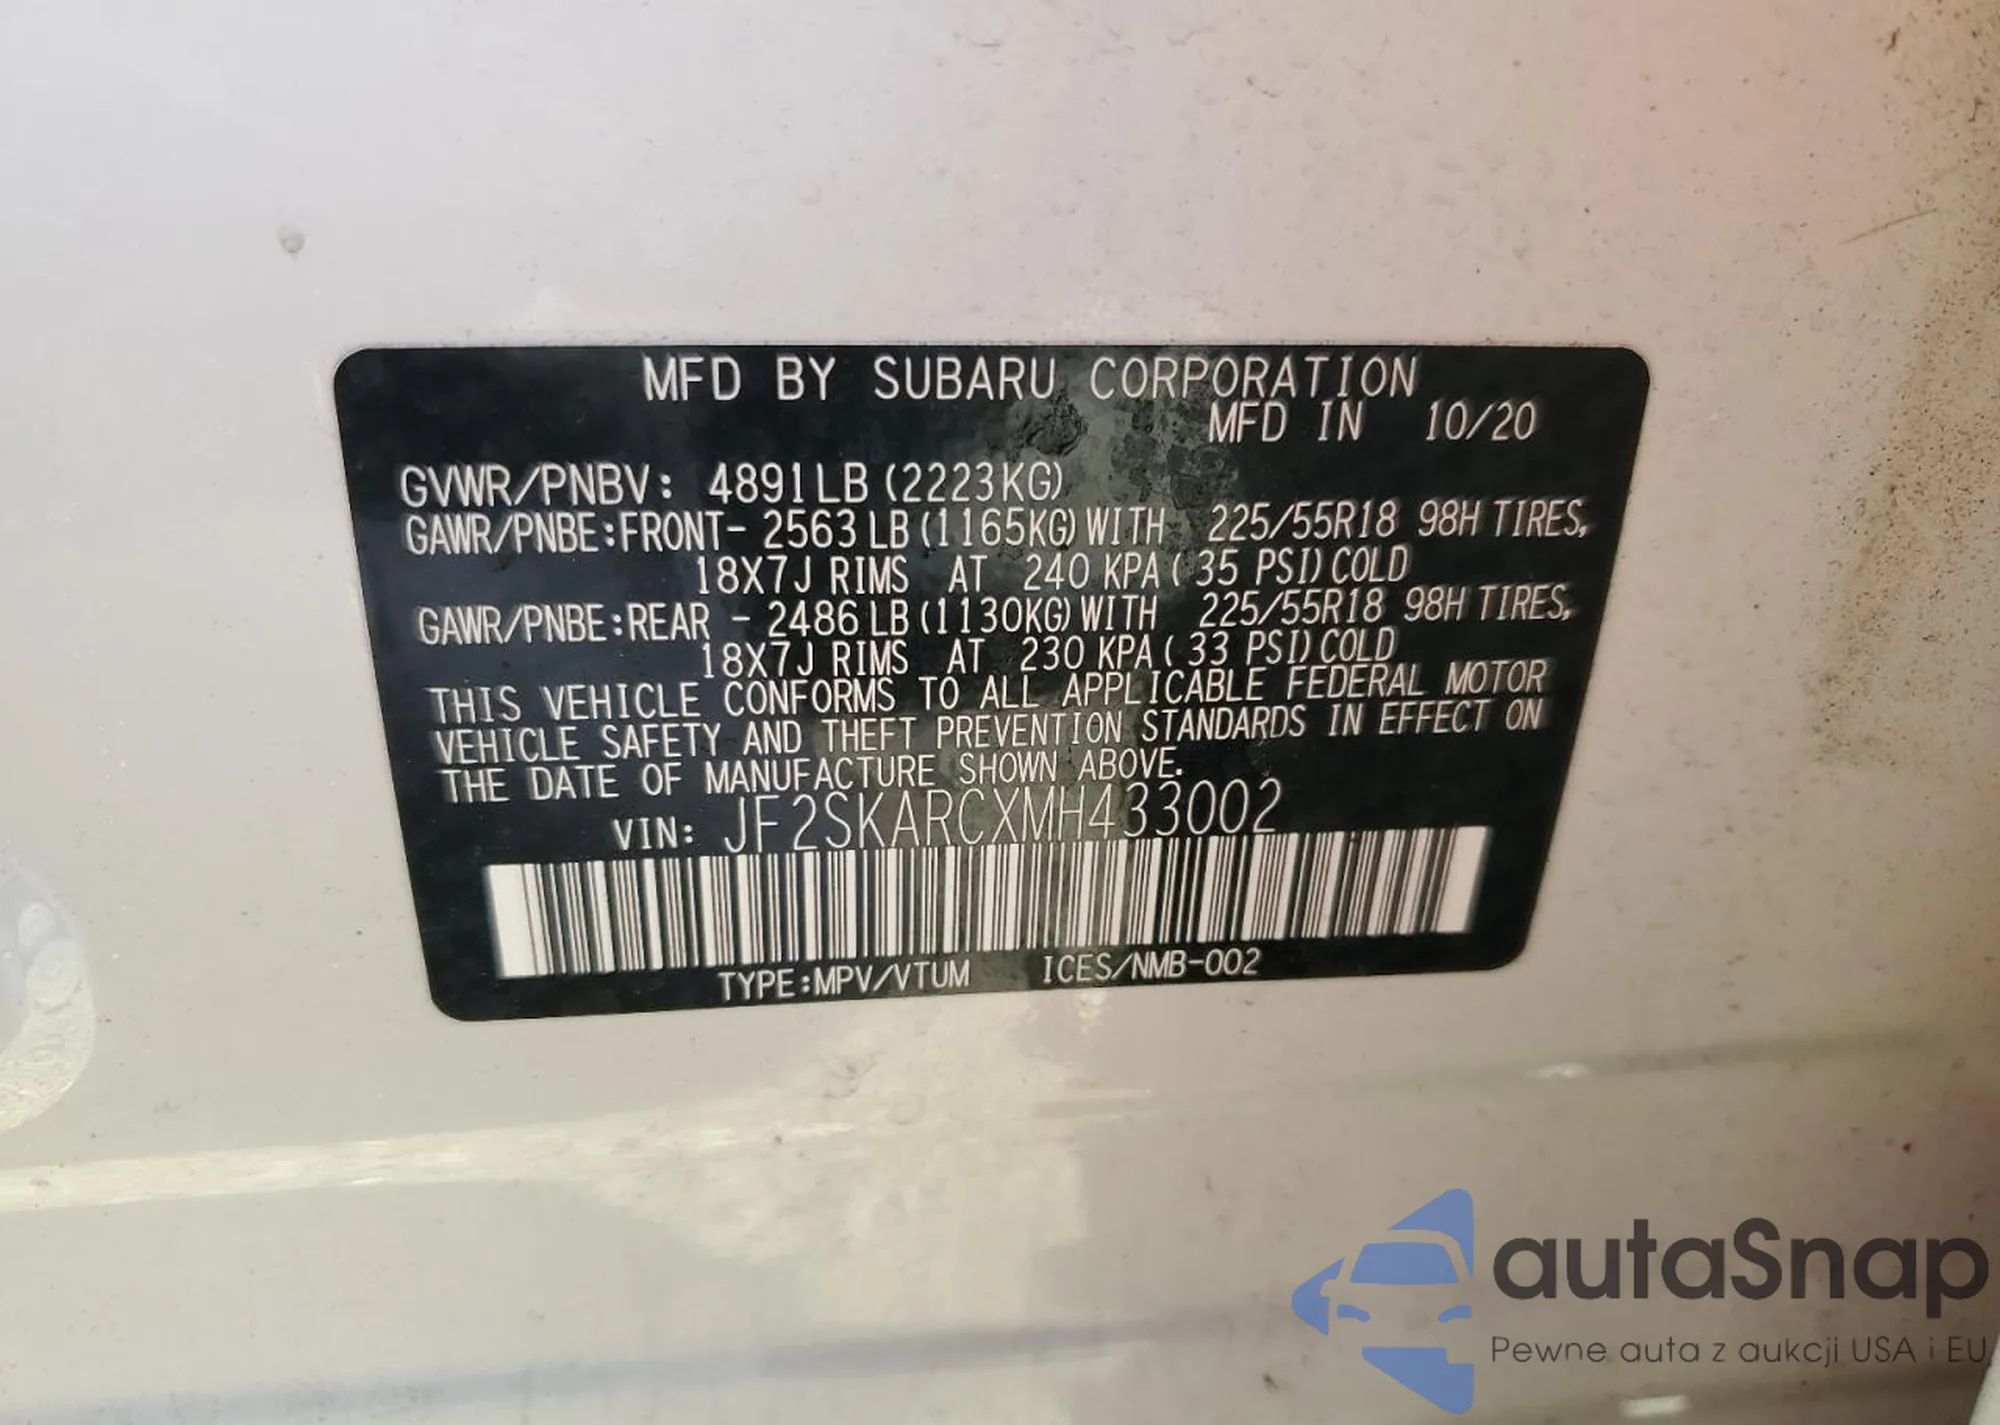 MFD BY SUBARU CORPORATION
MFD IN 10/20
GVWR/PNBV: 4891LB (2223KG)
GAWR/PNBE:FRONT- 2563 LB (1165KG) WITH 225/55R18 98H TIRES,
18X7J RIMS AT 240 KPA( 35 PSI) COLD
GAWR/PNBE:REAR - 2486 LB (1130KG) WITH 225/55R18 98H TIRES,
18X7J RIMS AT 230 KPA( 33 PSI) COLD
THIS VEHICLE CONFORMS TO ALL APPLICABLE FEDERAL MOTOR
VEHICLE SAFETY AND THEFT PREVENTION STANDARDS IN EFFECT ON
THE DATE OF MANUFACTURE SHOWN ABOVE.
VIN: JF2SKARCXMH433002
TYPE:MPV/VTUM ICES/NMB-002
autaSnap
Pewne auta z aukcji USA i EU